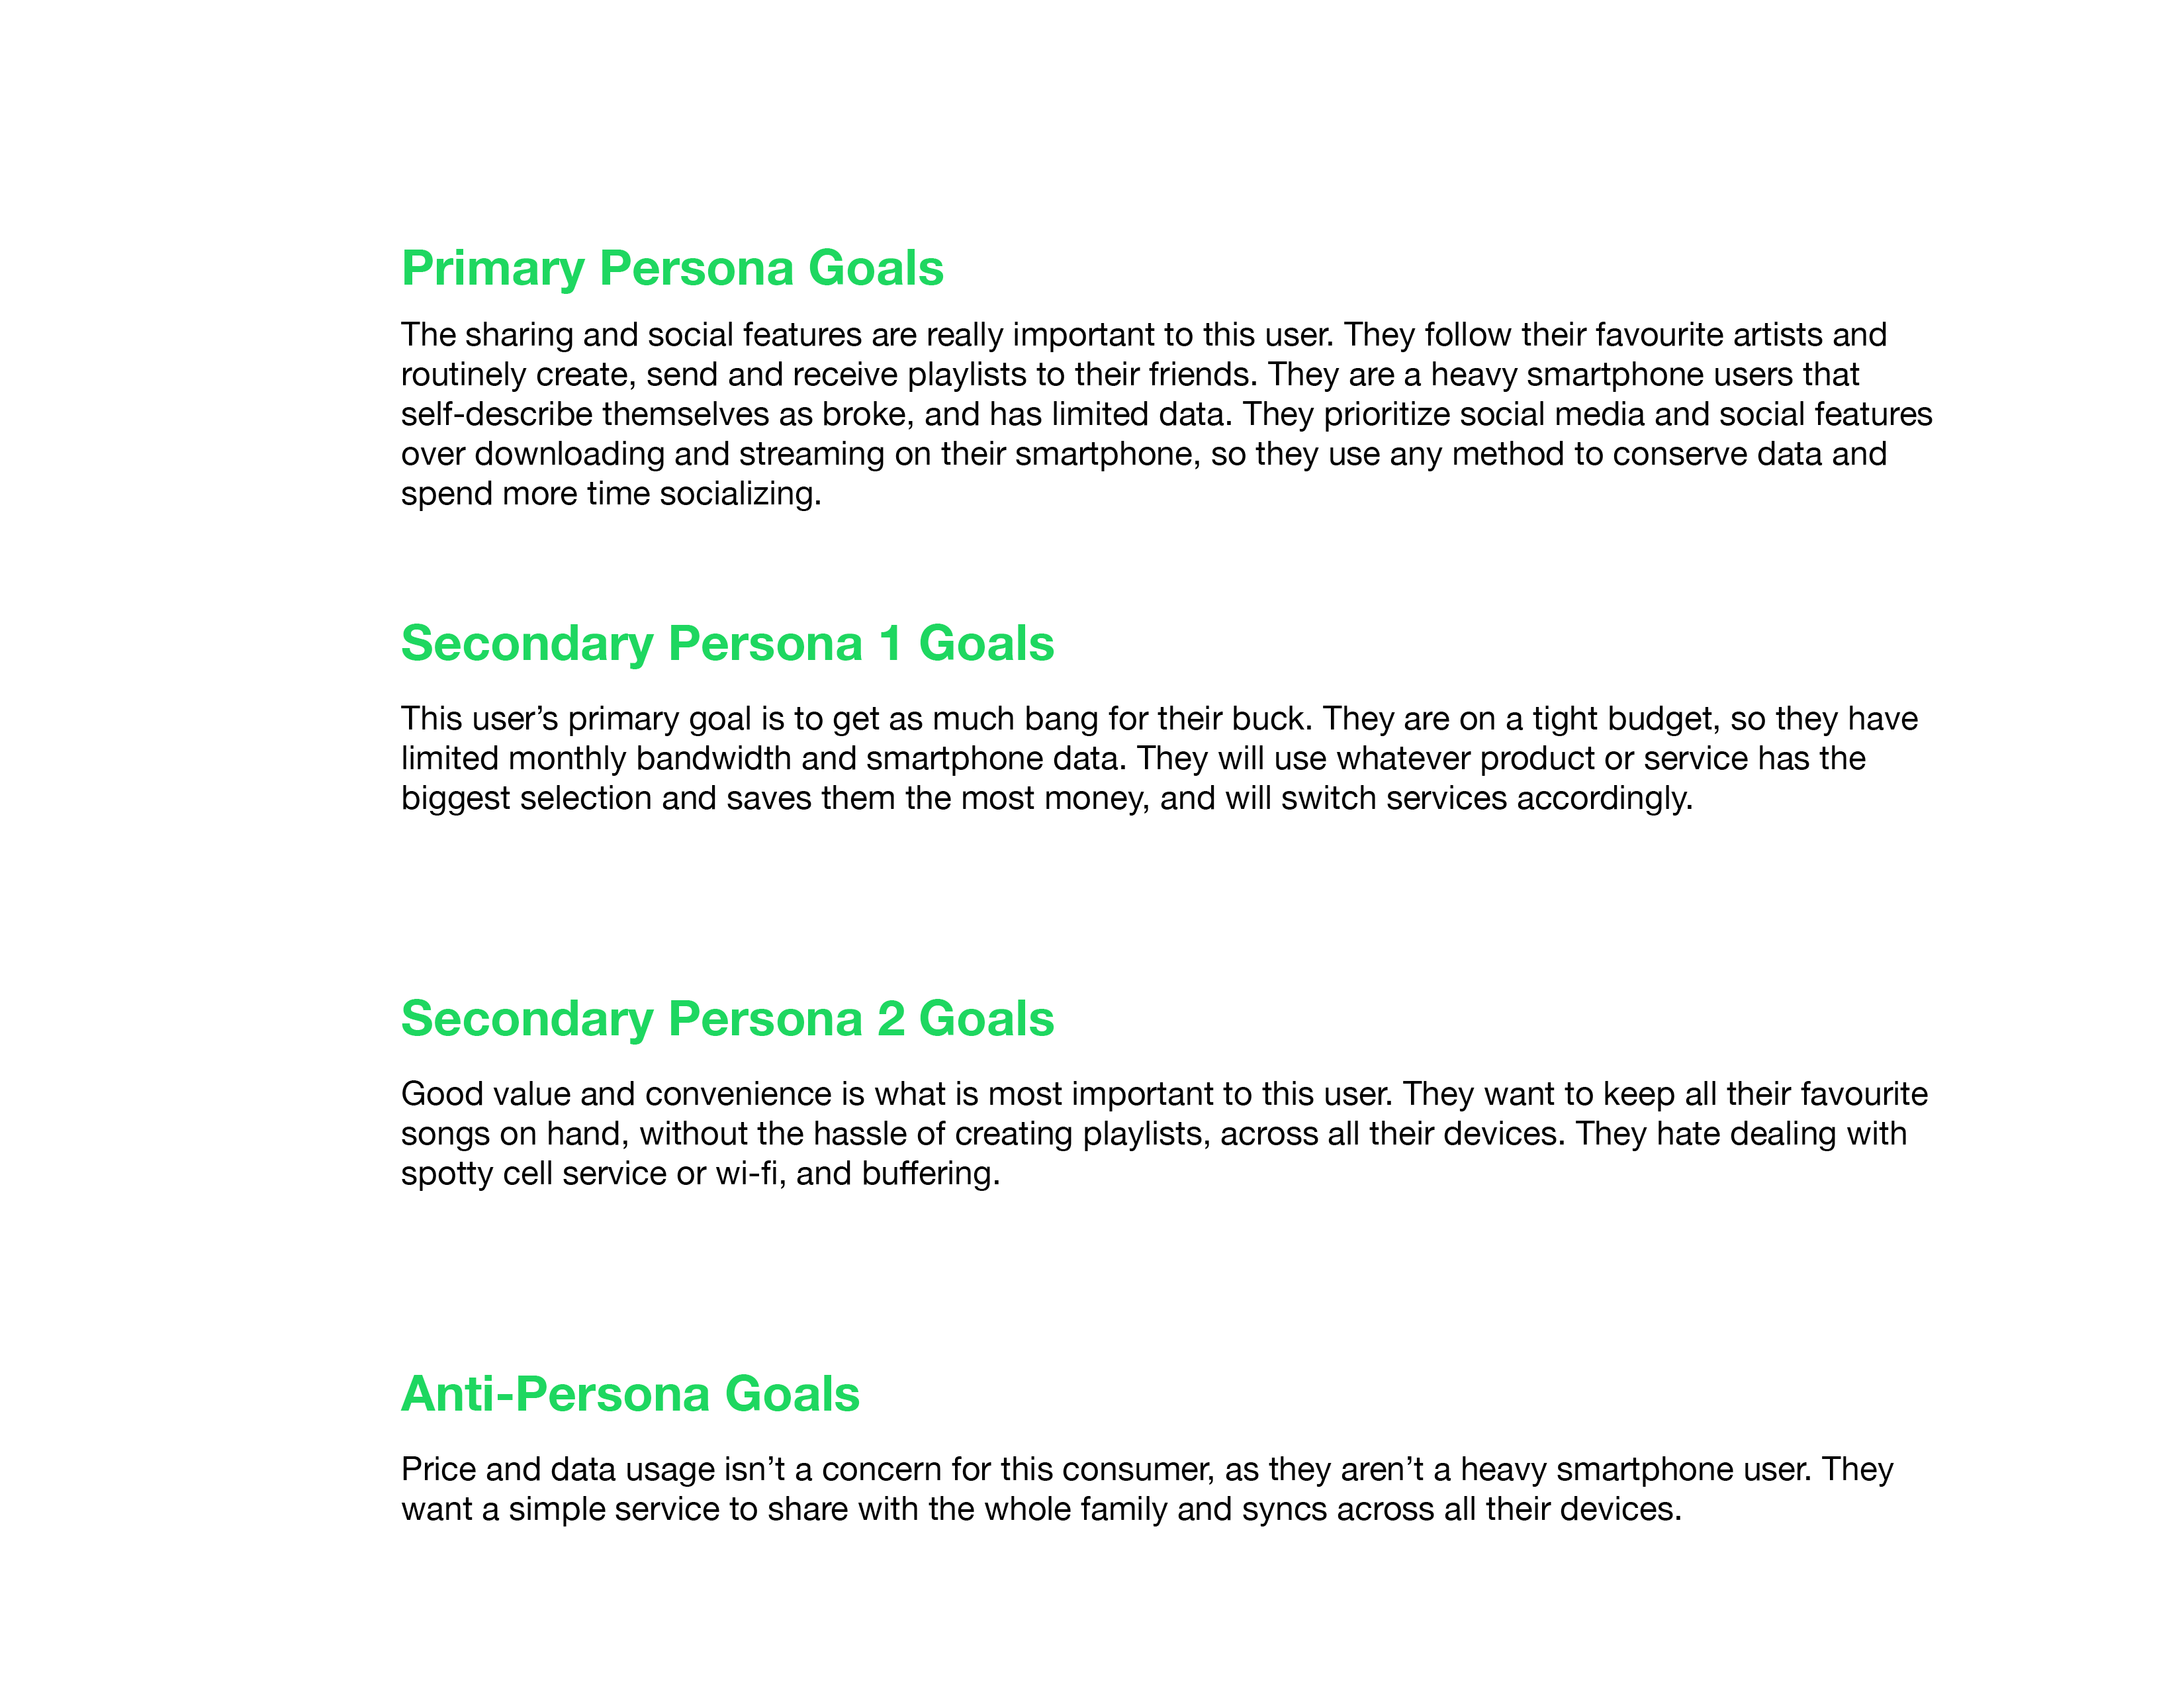 Primary Persona Goals
The sharing and social features are really important to this user. They follow their favourite artists and
routinely create, send and receive playlists to their friends. They are a heavy smartphone users that
self-describe themselves as broke, and has limited data. They prioritize social media and social features
over downloading and streaming on their smartphone, so they use any method to conserve data and
spend more time socializing.
Secondary Persona 1 Goals
This user’s primary goal is to get as much bang for their buck. They are on a tight budget, so they have
limited monthly bandwidth and smartphone data. They will use whatever product or service has the
biggest selection and saves them the most money, and will switch services accordingly.
Secondary Persona 2 Goals
Good value and convenience is what is most important to this user. They want to keep all their favourite
songs on hand, without the hassle of creating playlists, across all their devices. They hate dealing with
spotty cell service or wi-fi, and buffering.
Anti-Persona Goals
Price and data usage isn’t a concern for this consumer, as they aren’t a heavy smartphone user. They
want a simple service to share with the whole family and syncs across all their devices.